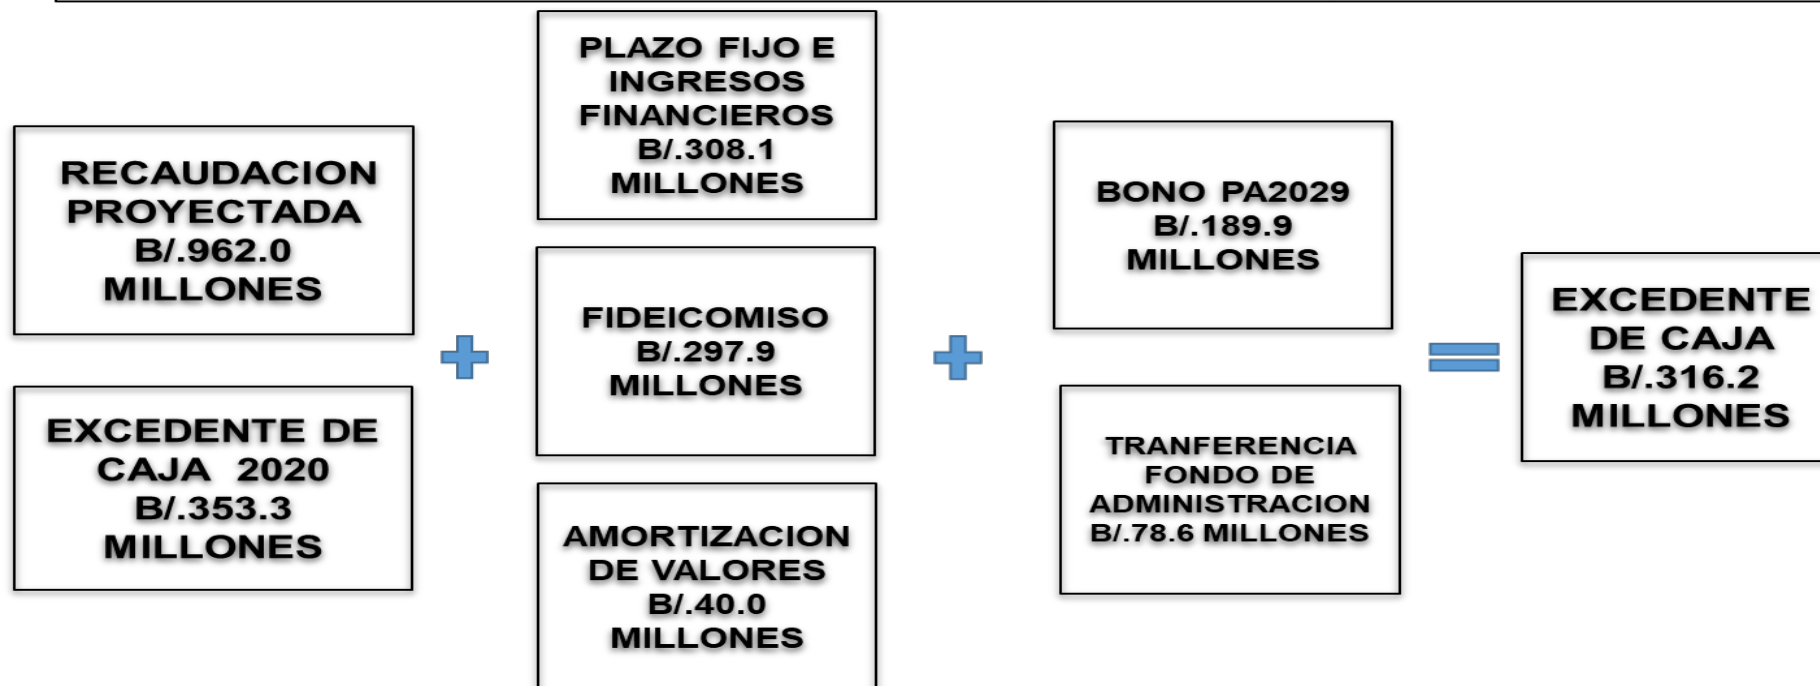 RECAUDACION
PROYECTADA
B/.962.0
MILLONES
EXCEDENTE DE
CAJA 2020
B/.353.3
MILLONES
PLAZO FIJO E
INGRESOS
FINANCIEROS
B/.308.1
MILLONES
FIDEICOMISO
B/.297.9
MILLONES
AMORTIZACION
DE VALORES
B/.40.0
MILLONES
BONO PA2029
B/.189.9
MILLONES
TRANFERENCIA
FONDO DE
ADMINISTRACION
B/.78.6 MILLONES
EXCEDENTE
DE CAJA
B/.316.2
MILLONES